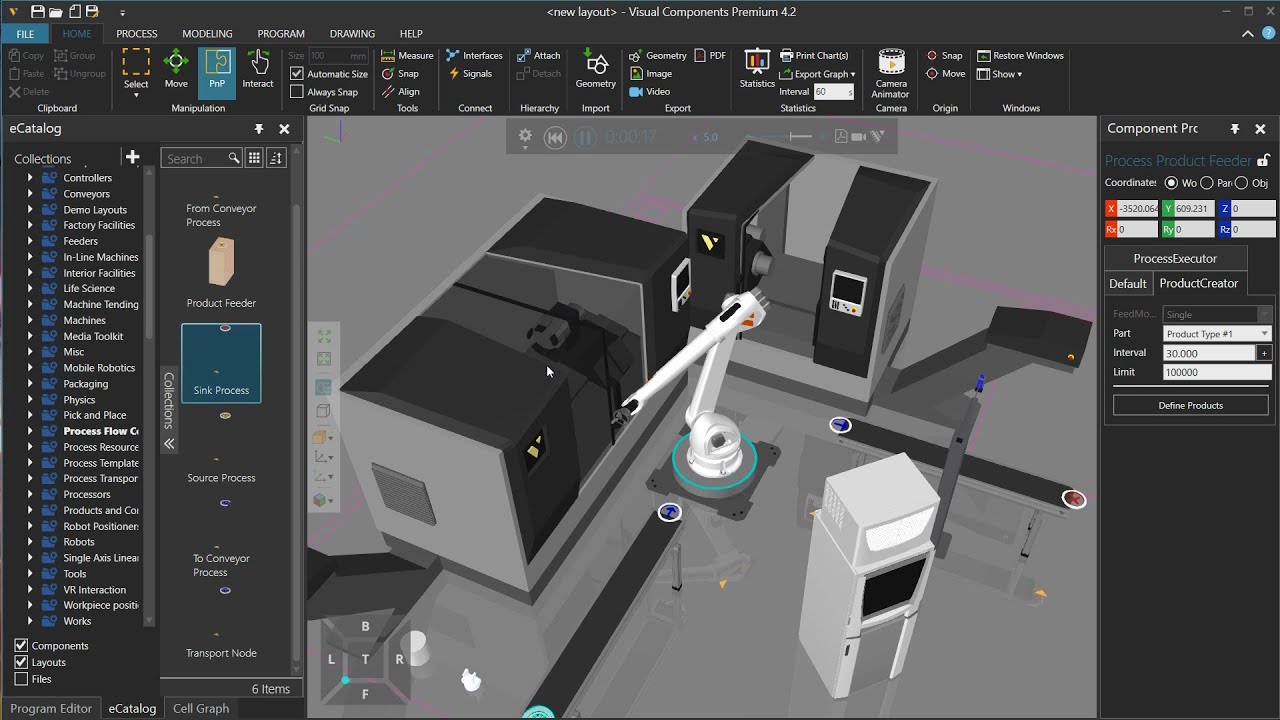 <new layout> - Visual Components Premium 4.2
FILE HOME PROCESS MODELING PROGRAM DRAWING HELP
Copy Group
Paste Ungroup
Delete
Clipboard
Select Move PnP Interact
Manipulation
Size 100 mm
Automatic Size
Always Snap
Grid Snap
Measure
Snap
Align
Tools
Interfaces
Signals
Connect
Attach
Detach
Hierarchy
Geometry
Import
Geometry PDF
Image
Video
Export
Statistics
Print Chart(s)
Export Graph
Interval 60 s
Statistics
Camera
Animator
Camera
Snap
Move
Origin
Restore Windows
Show
Windows
eCatalog
Collections
Controllers
Conveyors
Demo Layouts
Factory Facilities
Feeders
In-Line Machines
Interior Facilities
Life Science
Machine Tending
Machines
Media Toolkit
Misc
Mobile Robotics
Packaging
Physics
Pick and Place
Process Flow Co
Process Resource
Process Template
Process Transpor
Processors
Products and Con
Robot Positioners
Robots
Single Axis Linear
Tools
VR Interaction
Workpiece positi
Works
Components
Layouts
Files
Search
From Conveyor
Process
Product Feeder
Sink Process
Source Process
To Conveyor
Process
Transport Node
Collections
6 Items
Program Editor eCatalog Cell Graph
0:00:17 x 5.0
B
L T R
F
Component Prc
Process Product Feeder
Coordinates Wo Par Obj
X -3520.064 Y 609.231 Z 0
Rx 0 Ry 0 Rz 0
ProcessExecutor
Default ProductCreator
FeedMo... Single
Part Product Type #1
Interval 30.000 +
Limit 100000
Define Products